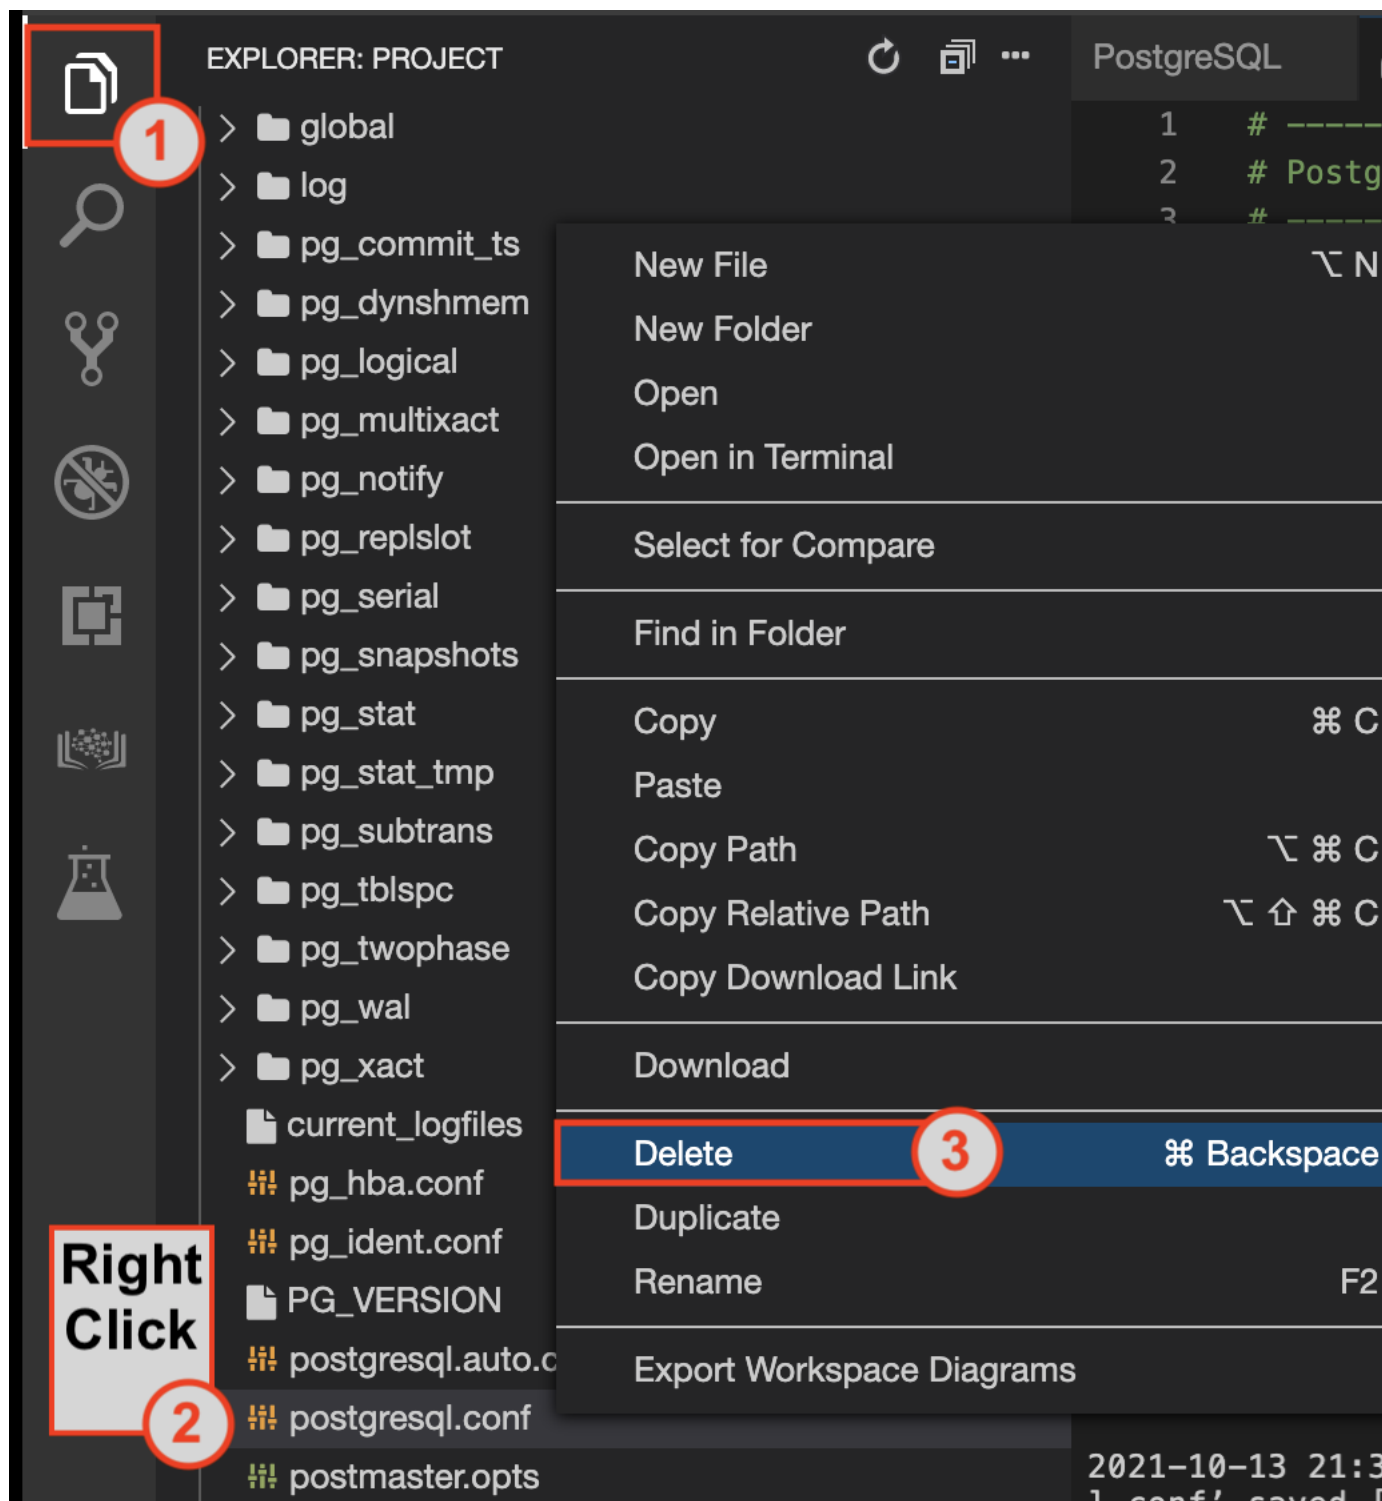 EXPLORER: PROJECT
PostgreSQL
1
global
log
pg_commit_ts
pg_dynshmem
pg_logical
pg_multixact
pg_notify
pg_replslot
pg_serial
pg_snapshots
pg_stat
pg_stat_tmp
pg_subtrans
pg_tblspc
pg_twophase
pg_wal
pg_xact
current_logfiles
pg_hba.conf
pg_ident.conf
PG_VERSION
postgresql.auto.c
postgresql.conf
postmaster.opts
Right
Click
2
New File ⌥ N
New Folder
Open
Open in Terminal
Select for Compare
Find in Folder
Copy ⌘ C
Paste
Copy Path ⌥ ⌘ C
Copy Relative Path ⌥ ⇧ ⌘ C
Copy Download Link
Download
Delete 3 ⌘ Backspace
Duplicate
Rename F2
Export Workspace Diagrams
1 # -----
2 # Postg
3 # -----
2021-10-13 21:3